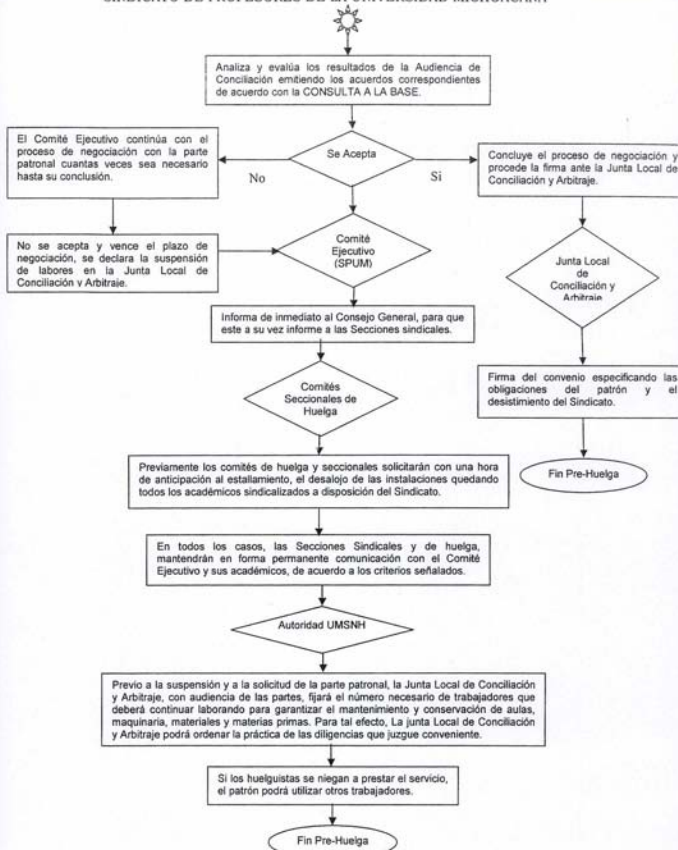 SINDICATO DE PROFESORES DE LA UNIVERSIDAD MICHOACANA
Analiza y evalúa los resultados de la Audiencia de
Conciliación emitiendo los acuerdos correspondientes
de acuerdo con la CONSULTA A LA BASE.
El Comité Ejecutivo continúa con el
proceso de negociación con la parte
patronal cuantas veces sea necesario
hasta su conclusión.
Se Acepta
No
Si
Concluye el proceso de negociación y
procede la firma ante la Junta Local de
Conciliación y Arbitraje.
No se acepta y vence el plazo de
negociación, se declara la suspensión
de labores en la Junta Local de
Conciliación y Arbitraje.
Comité
Ejecutivo
(SPUM)
Junta Local
de
Conciliación y
Arbitraje
Informa de inmediato al Consejo General, para que
este a su vez informe a las Secciones sindicales.
Comités
Seccionales de
Huelga
Firma del convenio especificando las
obligaciones del patrón y el
desistimiento del Sindicato.
Fin Pre-Huelga
Previamente los comités de huelga y seccionales solicitarán con una hora
de anticipación al estallamiento, el desalojo de las instalaciones quedando
todos los académicos sindicalizados a disposición del Sindicato.
En todos los casos, las Secciones Sindicales y de huelga,
mantendrán en forma permanente comunicación con el Comité
Ejecutivo y sus académicos, de acuerdo a los criterios señalados.
Autoridad UMSNH
Previo a la suspensión y a la solicitud de la parte patronal, la Junta Local de Conciliación
y Arbitraje, con audiencia de las partes, fijará el número necesario de trabajadores que
deberá continuar laborando para garantizar el mantenimiento y conservación de aulas,
maquinaria, materiales y materias primas. Para tal efecto, La junta Local de Conciliación
y Arbitraje podrá ordenar la práctica de las diligencias que juzgue conveniente.
Si los huelguistas se niegan a prestar el servicio,
el patrón podrá utilizar otros trabajadores.
Fin Pre-Huelga